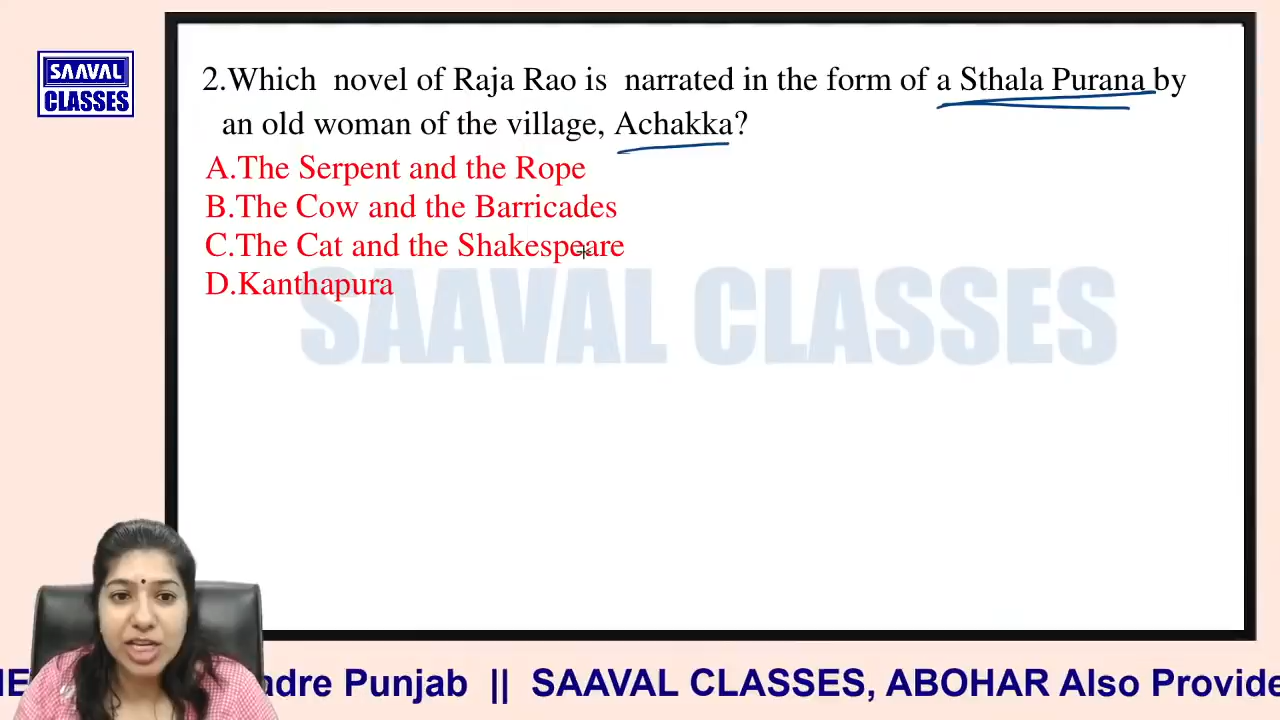 SAAVAL
CLASSES
2.Which novel of Raja Rao is narrated in the form of a Sthala Purana by
an old woman of the village, Achakka?
A.The Serpent and the Rope
B.The Cow and the Barricades
C.The Cat and the Shakespeare
D.Kanthapura
SAAVAL CLASSES
Punjab || SAAVAL CLASSES, ABOHAR Also Provide